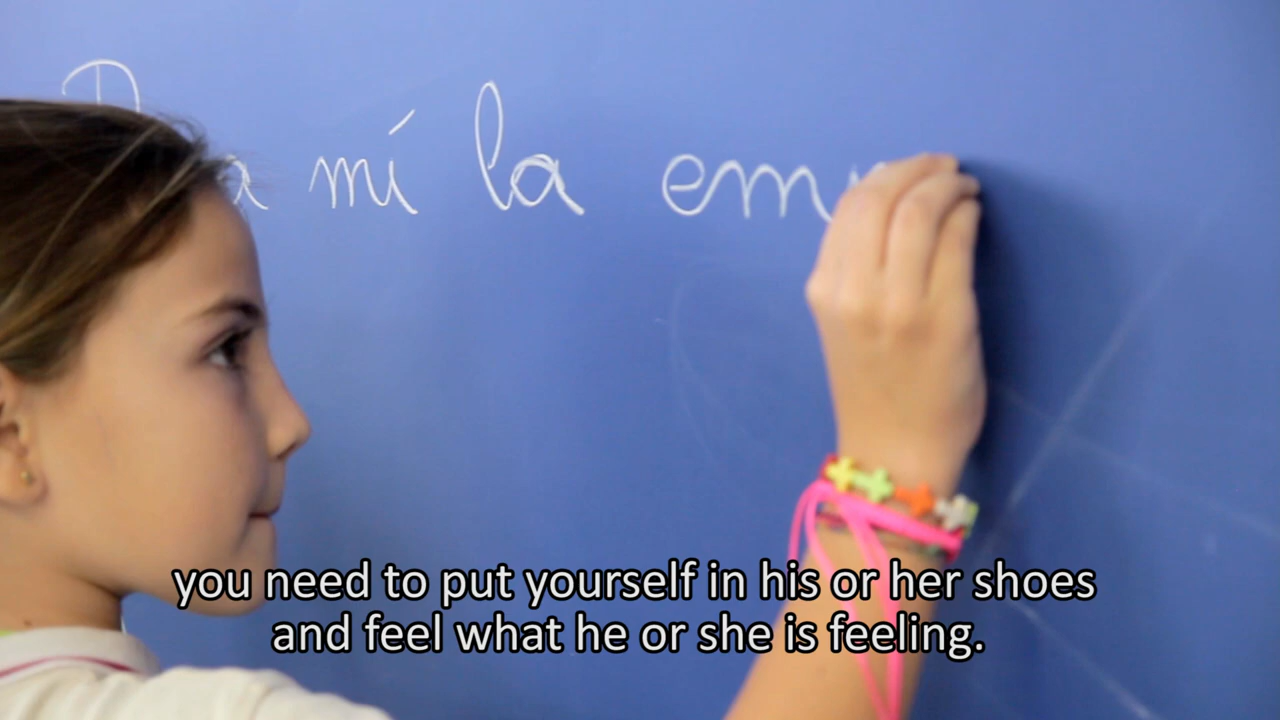 mí la
you need to put yourself in his or her shoes
and feel what he or she is feeling.